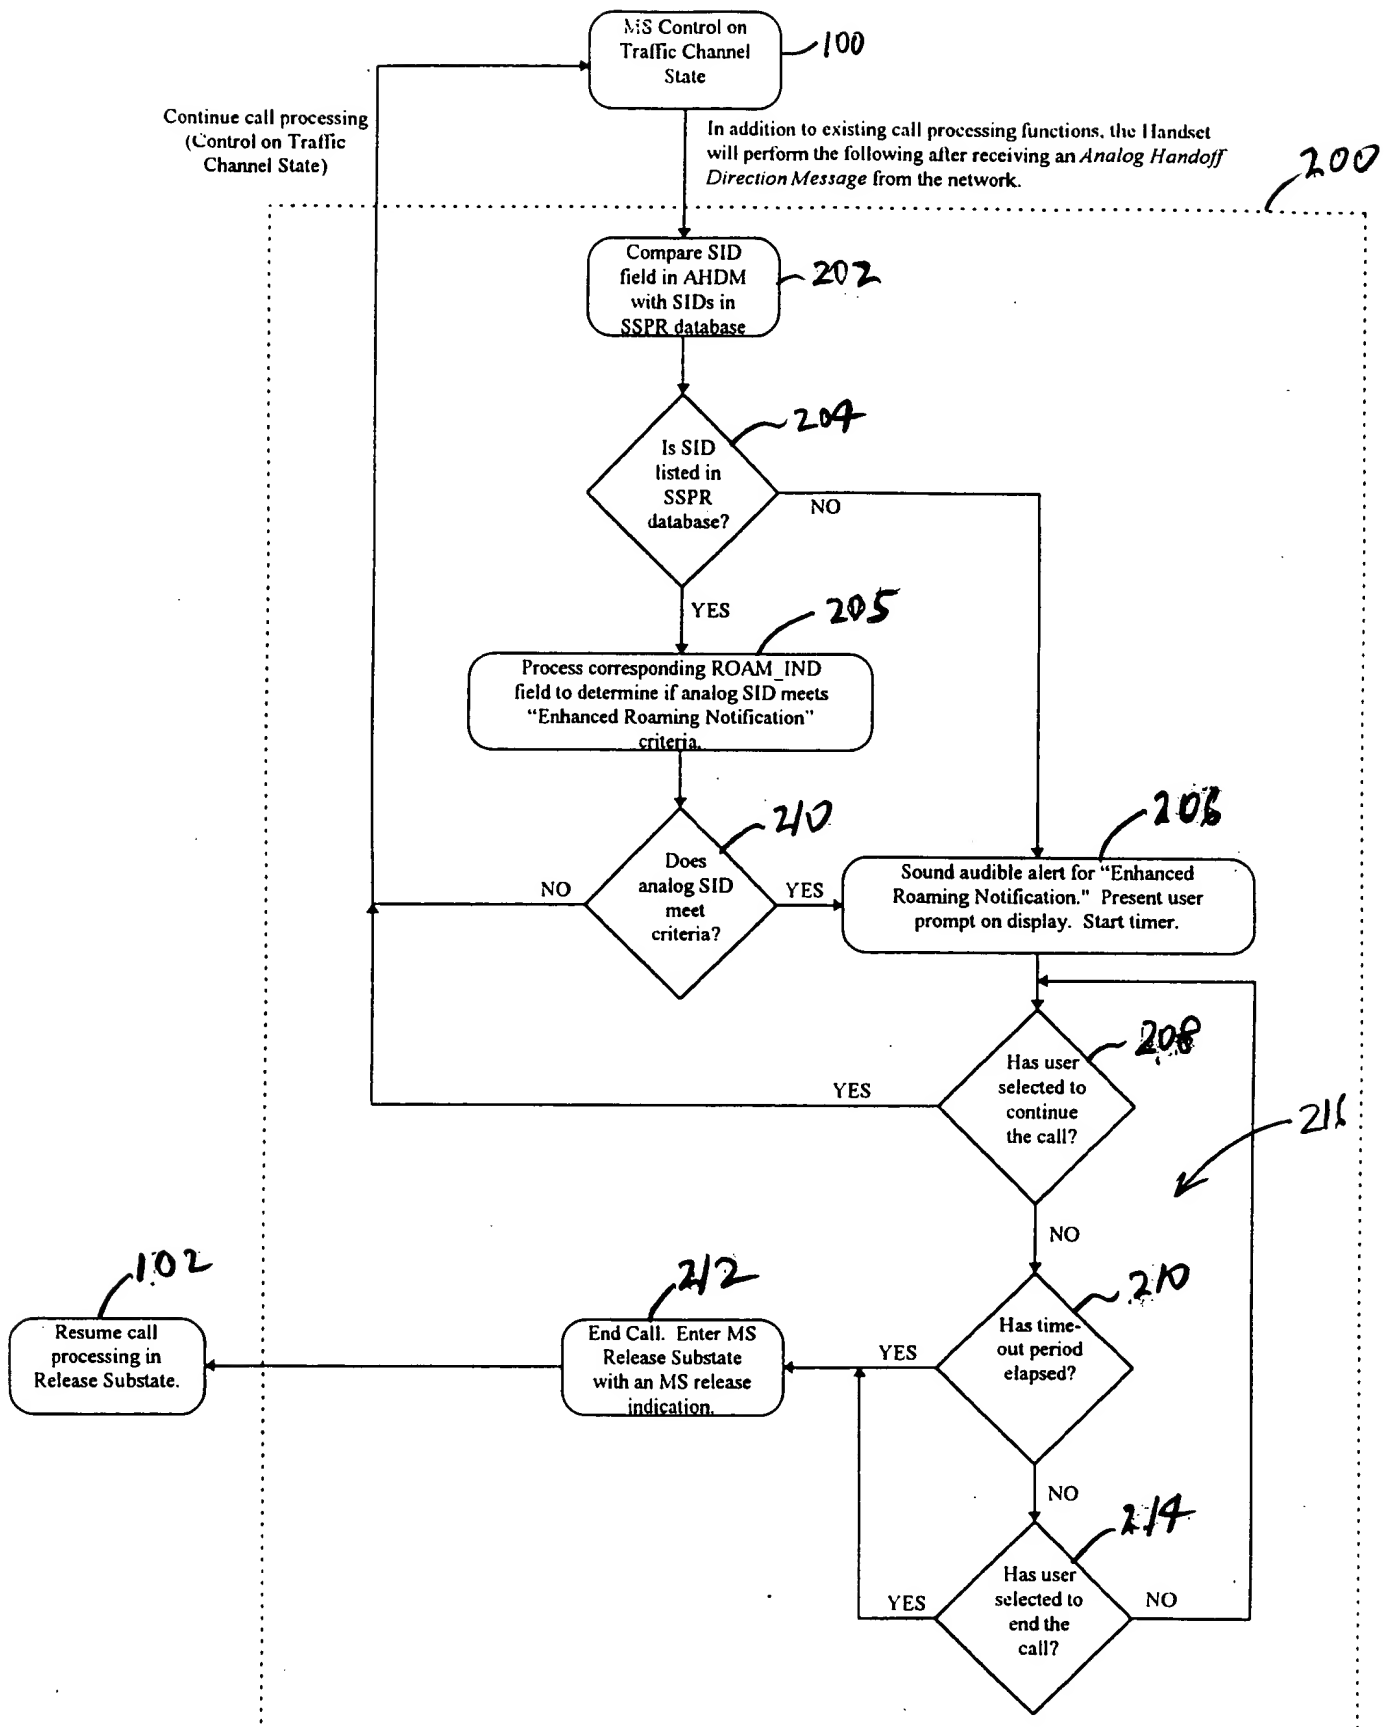 MS Control on
Traffic Channel
State
100
Continue call processing
(Control on Traffic
Channel State)
In addition to existing call processing functions, the Handset
will perform the following after receiving an Analog Handoff
Direction Message from the network.
200
Compare SID
field in AHDM
with SIDs in
SSPR database
202
204
Is SID
listed in
SSPR
database?
NO
YES
205
Process corresponding ROAM_IND
field to determine if analog SID meets
“Enhanced Roaming Notification”
criteria.
210
Does
analog SID
meet
criteria?
NO
YES
206
Sound audible alert for “Enhanced
Roaming Notification.” Present user
prompt on display. Start timer.
208
Has user
selected to
continue
the call?
YES
216
NO
102
Resume call
processing in
Release Substate.
212
End Call. Enter MS
Release Substate
with an MS release
indication.
YES
210
Has time-
out period
elapsed?
NO
214
Has user
selected to
end the
call?
YES
NO